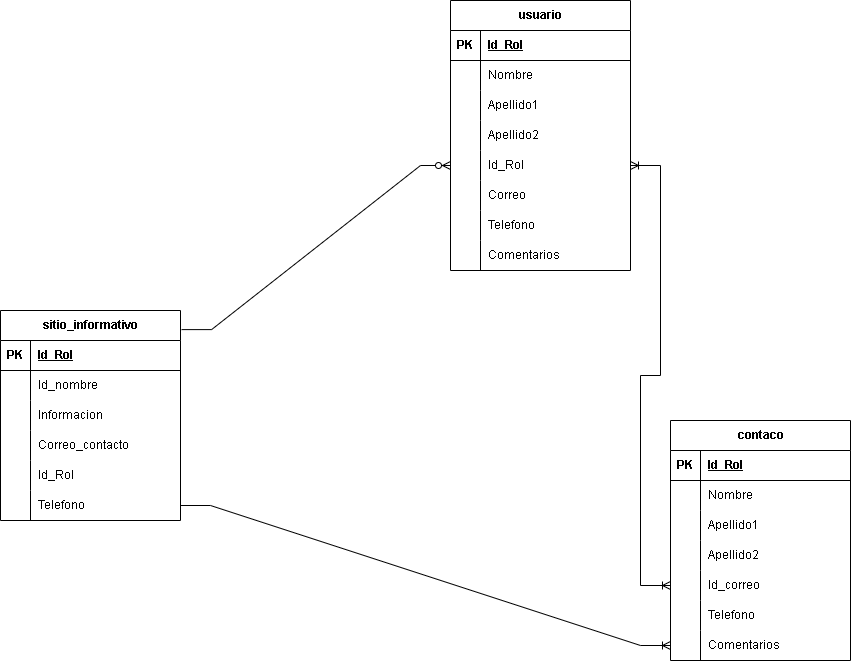 usuario
PK Id_Rol
Nombre
Apellido1
Apellido2
Id_Rol
Correo
Telefono
Comentarios
sitio_informativo
PK Id_Rol
Id_nombre
Informacion
Correo_contacto
Id_Rol
Telefono
contaco
PK Id_Rol
Nombre
Apellido1
Apellido2
Id_correo
Telefono
Comentarios